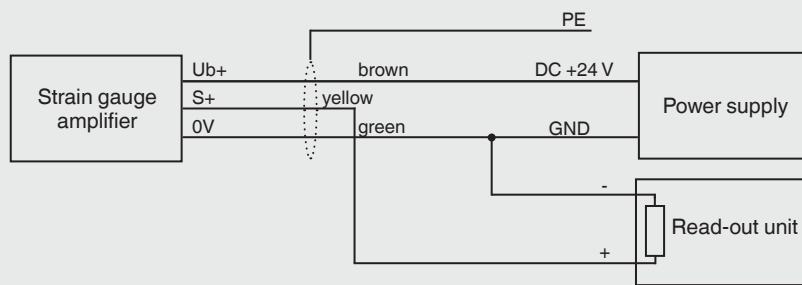 PE
Ub+ brown DC +24 V
Strain gauge
amplifier
S+ yellow
Power supply
0V green GND
-
Read-out unit
+